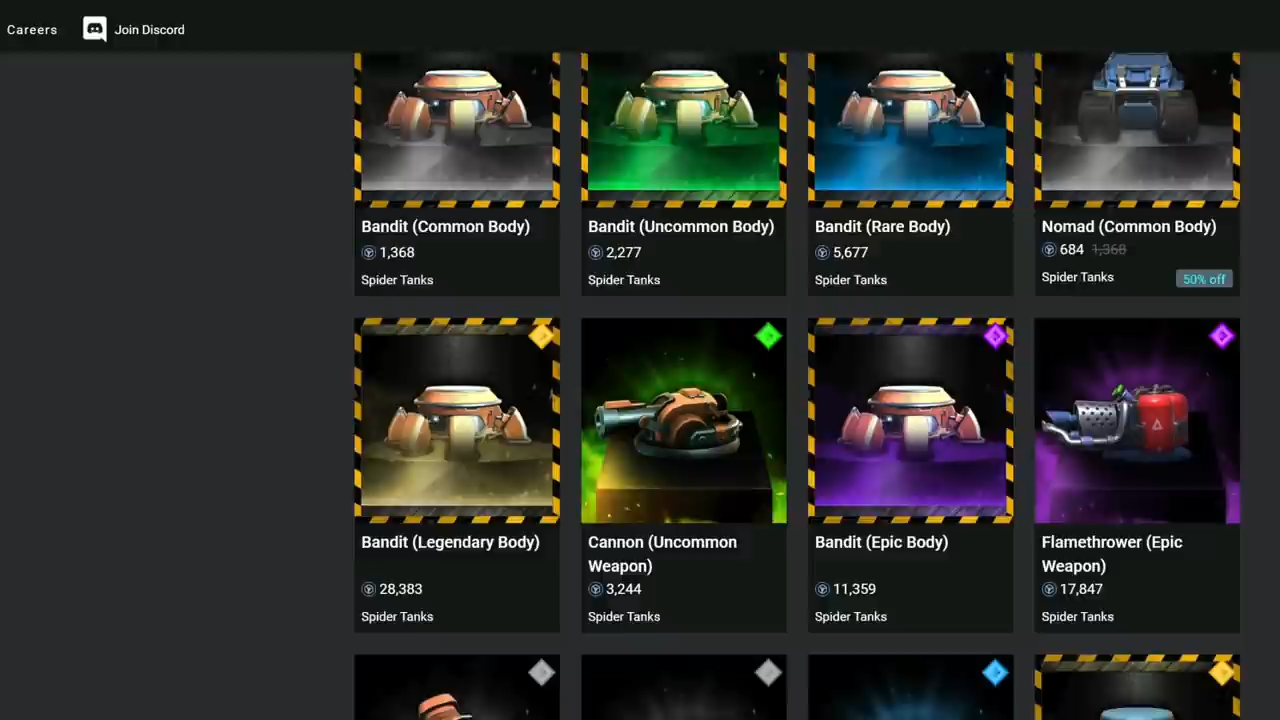 Careers
Join Discord
Bandit (Common Body)
1,368
Spider Tanks
Bandit (Uncommon Body)
2,277
Spider Tanks
Bandit (Rare Body)
5,677
Spider Tanks
Nomad (Common Body)
684 1,368
Spider Tanks
50% off
Bandit (Legendary Body)
28,383
Spider Tanks
Cannon (Uncommon
Weapon)
3,244
Spider Tanks
Bandit (Epic Body)
11,359
Spider Tanks
Flamethrower (Epic
Weapon)
17,847
Spider Tanks